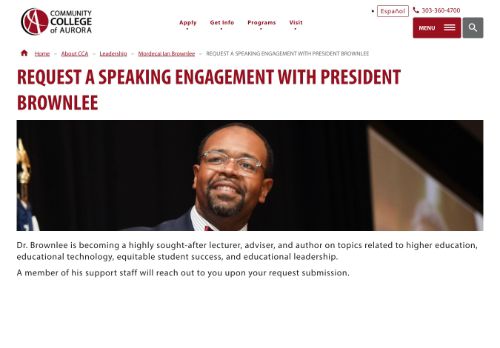 COMMUNITY
COLLEGE
of AURORA
Apply Get Info Programs Visit
Español
303-360-4700
MENU
Home – About CCA – Leadership – Mordecai Ian Brownlee – REQUEST A SPEAKING ENGAGEMENT WITH PRESIDENT BROWNLEE
REQUEST A SPEAKING ENGAGEMENT WITH PRESIDENT
BROWNLEE
Dr. Brownlee is becoming a highly sought-after lecturer, adviser, and author on topics related to higher education,
educational technology, equitable student success, and educational leadership.
A member of his support staff will reach out to you upon your request submission.